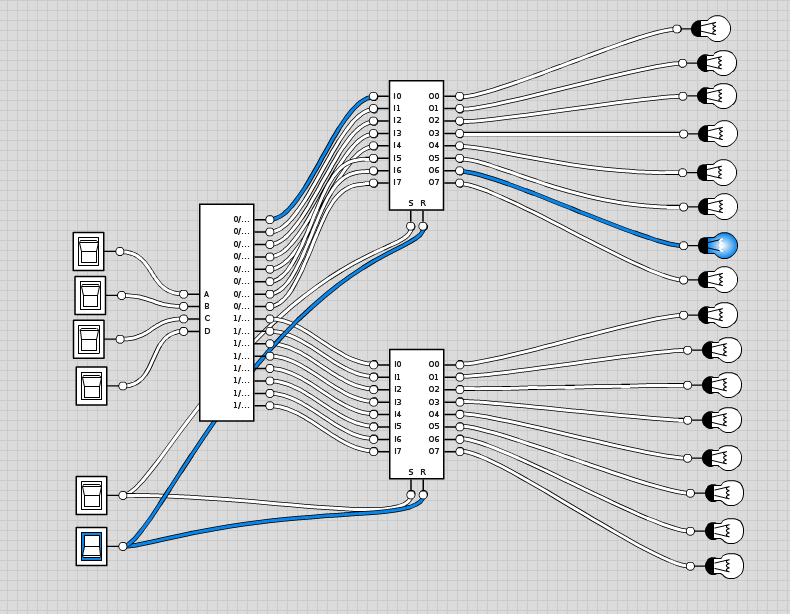 I0 O0
I1 O1
I2 O2
I3 O3
I4 O4
I5 O5
I6 O6
I7 O7
S R
0/...
0/...
0/...
0/...
0/...
0/...
A 0/...
B 0/...
C 1/...
D 1/...
1/...
1/...
1/...
1/...
1/...
1/...
I0 O0
I1 O1
I2 O2
I3 O3
I4 O4
I5 O5
I6 O6
I7 O7
S R